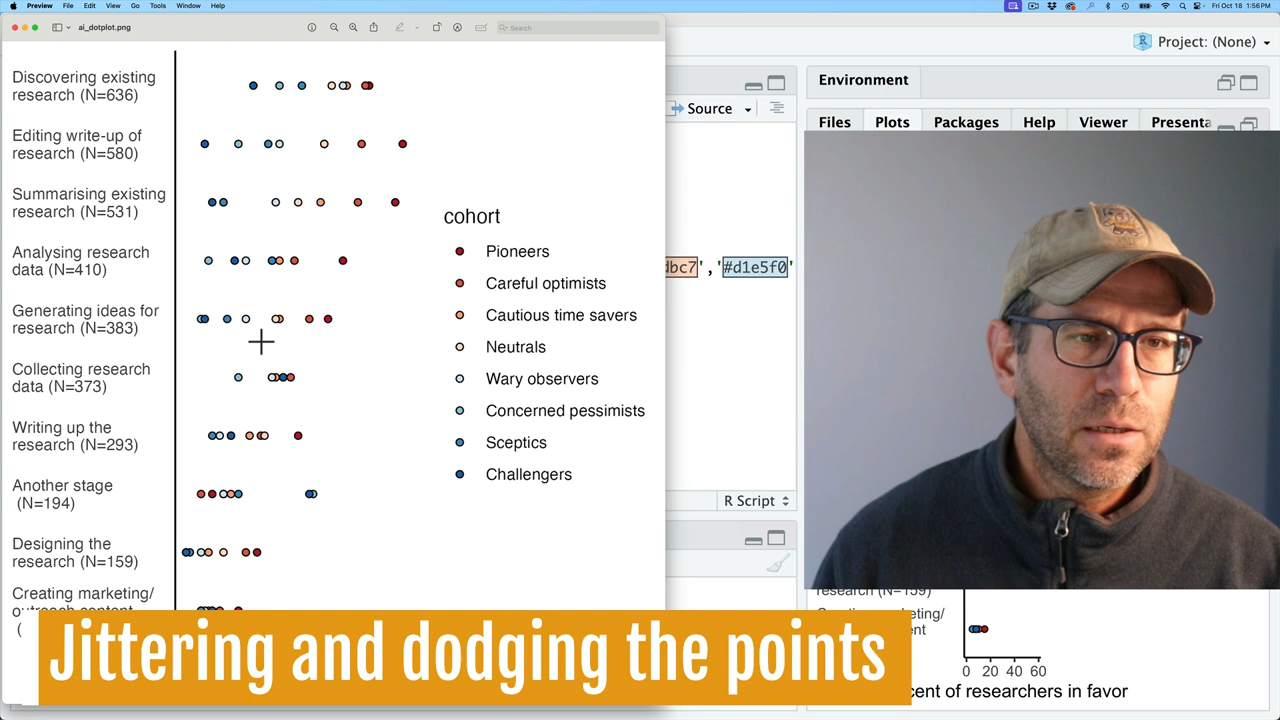 Preview File Edit View Go Tools Window Help
Fri Oct 18 1:56PM
ai_dotplot.png
Search
Project: (None)
Discovering existing
research (N=636)
Editing write-up of
research (N=580)
Summarising existing
research (N=531)
Analysing research
data (N=410)
Generating ideas for
research (N=383)
Collecting research
data (N=373)
Writing up the
research (N=293)
Another stage
(N=194)
Designing the
research (N=159)
Creating marketing/
cohort
Pioneers
Careful optimists
Cautious time savers
Neutrals
Wary observers
Concerned pessimists
Sceptics
Challengers
Source
dbc7','#d1e5f0'
R Script
Environment
Files Plots Packages Help Viewer Presenta
0 20 40 60
cent of researchers in favor
Jittering and dodging the points